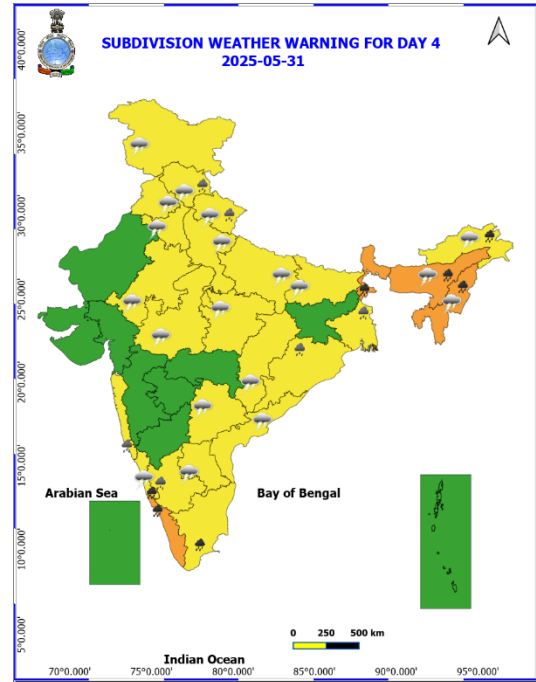 SUBDIVISION WEATHER WARNING FOR DAY 4
2025-05-31
40°0.000'
35°0.000'
30°0.000'
25°0.000'
20°0.000'
15°0.000'
10°0.000'
5°0.000'
Arabian Sea
Bay of Bengal
0 250 500 km
Indian Ocean
70°0.000' 75°0.000' 80°0.000' 85°0.000' 90°0.000' 95°0.000'